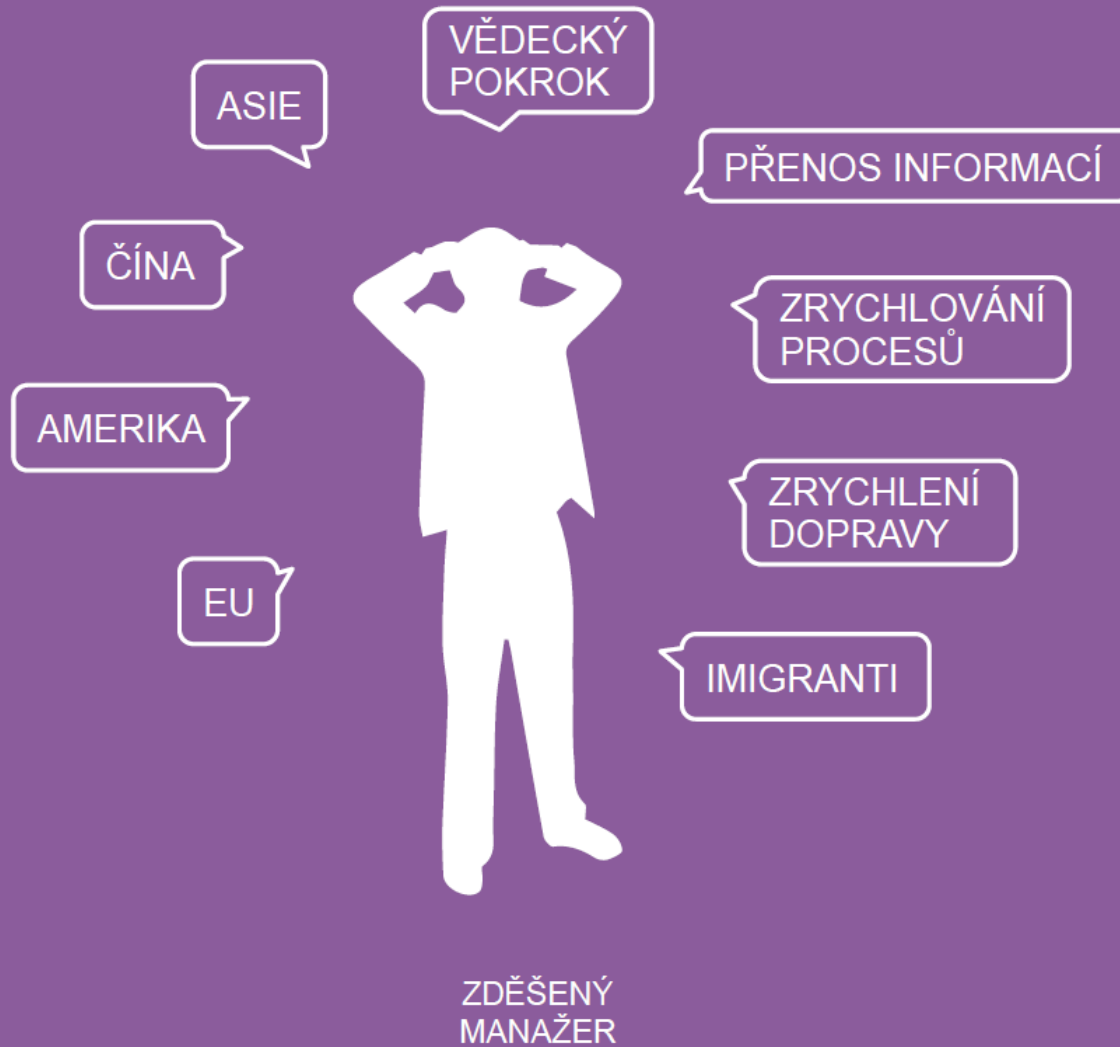 VĚDECKÝ
POKROK
ASIE
PŘENOS INFORMACÍ
ČÍNA
ZRYCHLOVÁNÍ
PROCESŮ
AMERIKA
ZRYCHLENÍ
DOPRAVY
EU
IMIGRANTI
ZDĚŠENÝ
MANAŽER